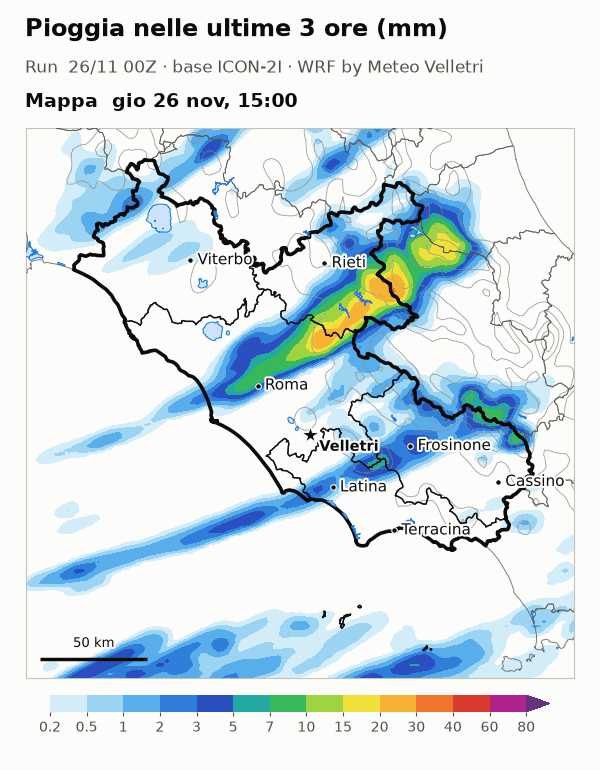 Pioggia nelle ultime 3 ore (mm)
Run  26/11 00Z · base ICON-2I · WRF by Meteo Velletri
Mappa  gio 26 nov, 15:00
Viterbo
Rieti
Roma
Velletri
Frosinone
Latina
Cassino
Terracina
50 km
0.2 0.5 1 2 3 5 7 10 15 20 30 40 60 80